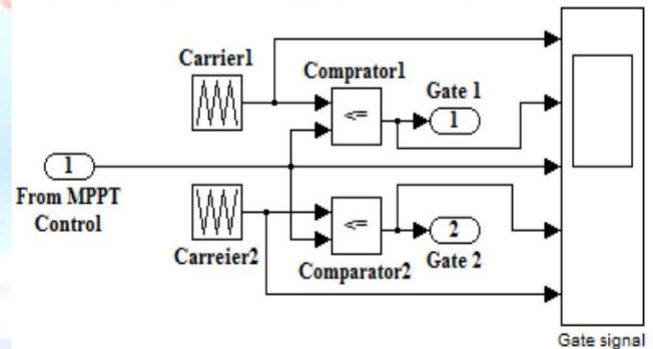 Carrier1
Comprator1
<=
Gate 1
1
1
From MPPT
Control
Carreier2
<=
Comparator2
2
Gate 2
Gate signal